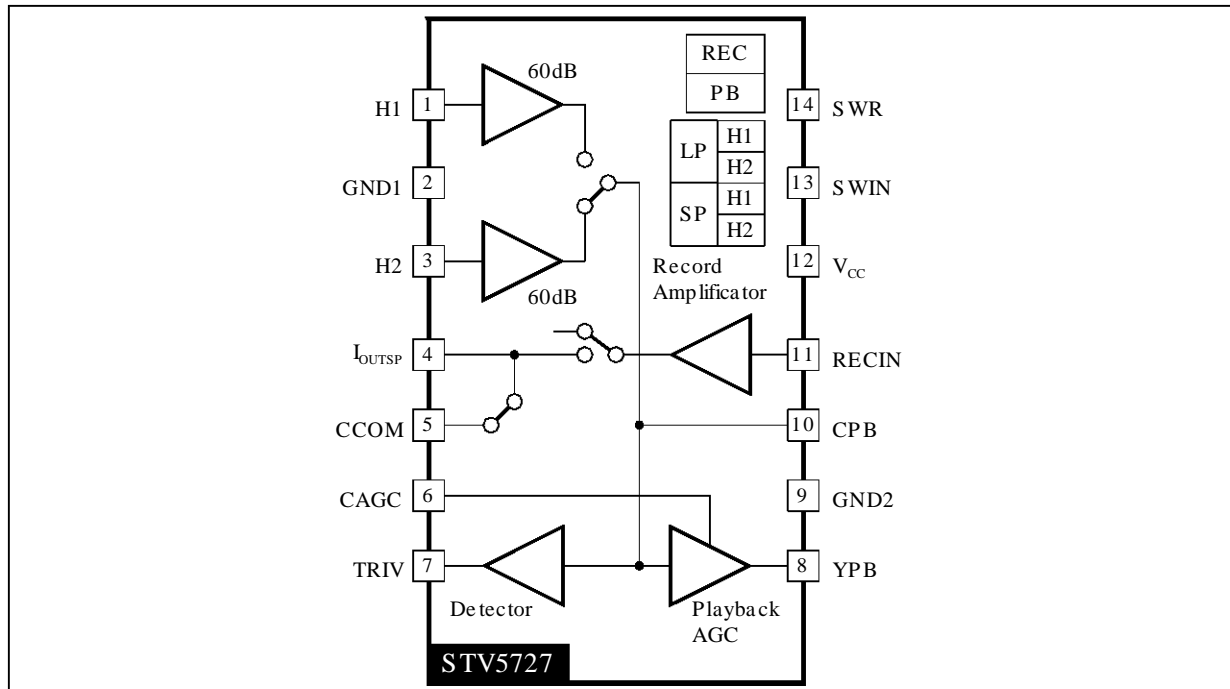 60dB
REC
PB
H1
1
14
SWR
LP
H1
H2
SP
H1
H2
GND1
2
13
SWIN
H2
3
12
VCC
60dB
Record
Amplificator
IOUTSP
4
11
RECIN
CCOM
5
10
CPB
CAGC
6
9
GND2
TRIV
7
8
YPB
Detector
Playback
AGC
STV5727